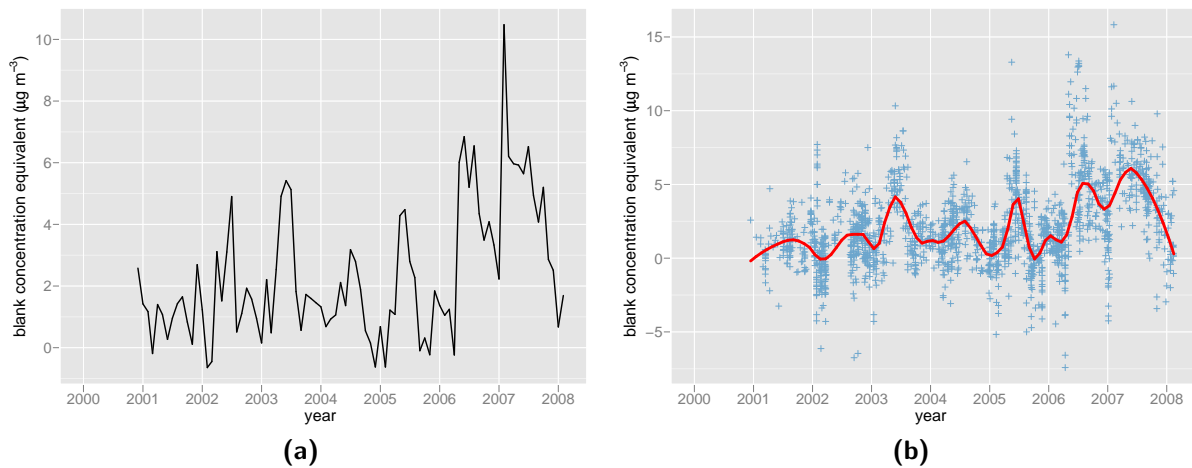 blank concentration equivalent (µg m⁻³)
10
8
6
4
2
0
2000 2001 2002 2003 2004 2005 2006 2007 2008
year
(a)
blank concentration equivalent (µg m⁻³)
15
10
5
0
−5
2000 2001 2002 2003 2004 2005 2006 2007 2008
year
(b)